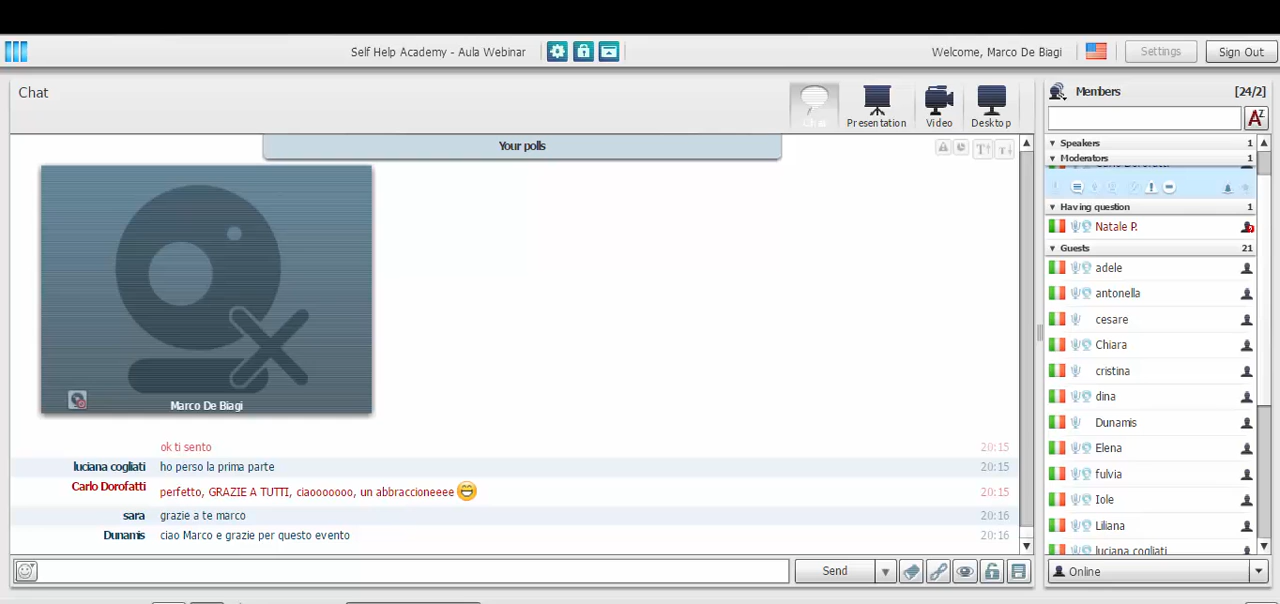 Self Help Academy - Aula Webinar
Welcome, Marco De Biagi
Settings
Sign Out
Chat
Presentation
Video
Desktop
Your polls
Marco De Biagi
ok ti sento 20:15
luciana cogliati ho perso la prima parte 20:15
Carlo Dorofatti perfetto, GRAZIE A TUTTI, ciaooooooo, un abbraccioneeee 20:15
sara grazie a te marco 20:16
Dunamis ciao Marco e grazie per questo evento 20:16
Send
Members [24/2]
Speakers 1
Moderators 1
Having question 1
Natale P.
Guests 21
adele
antonella
cesare
Chiara
cristina
dina
Dunamis
Elena
fulvia
Iole
Liliana
luciana cogliati
Online